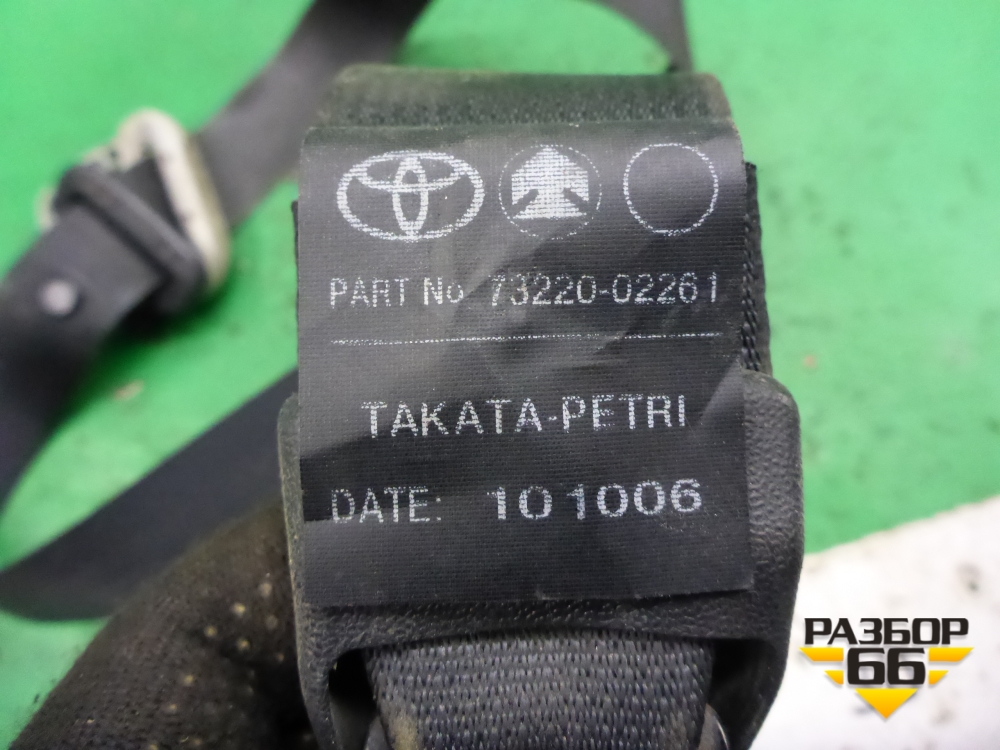 PART No 73220-02261
TAKATA-PETRI
DATE: 101006
РАЗБОР
66